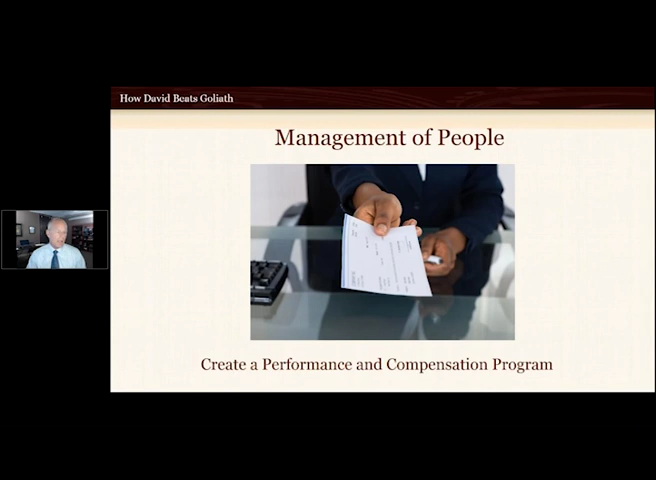 How David Beats Goliath
Management of People
Create a Performance and Compensation Program